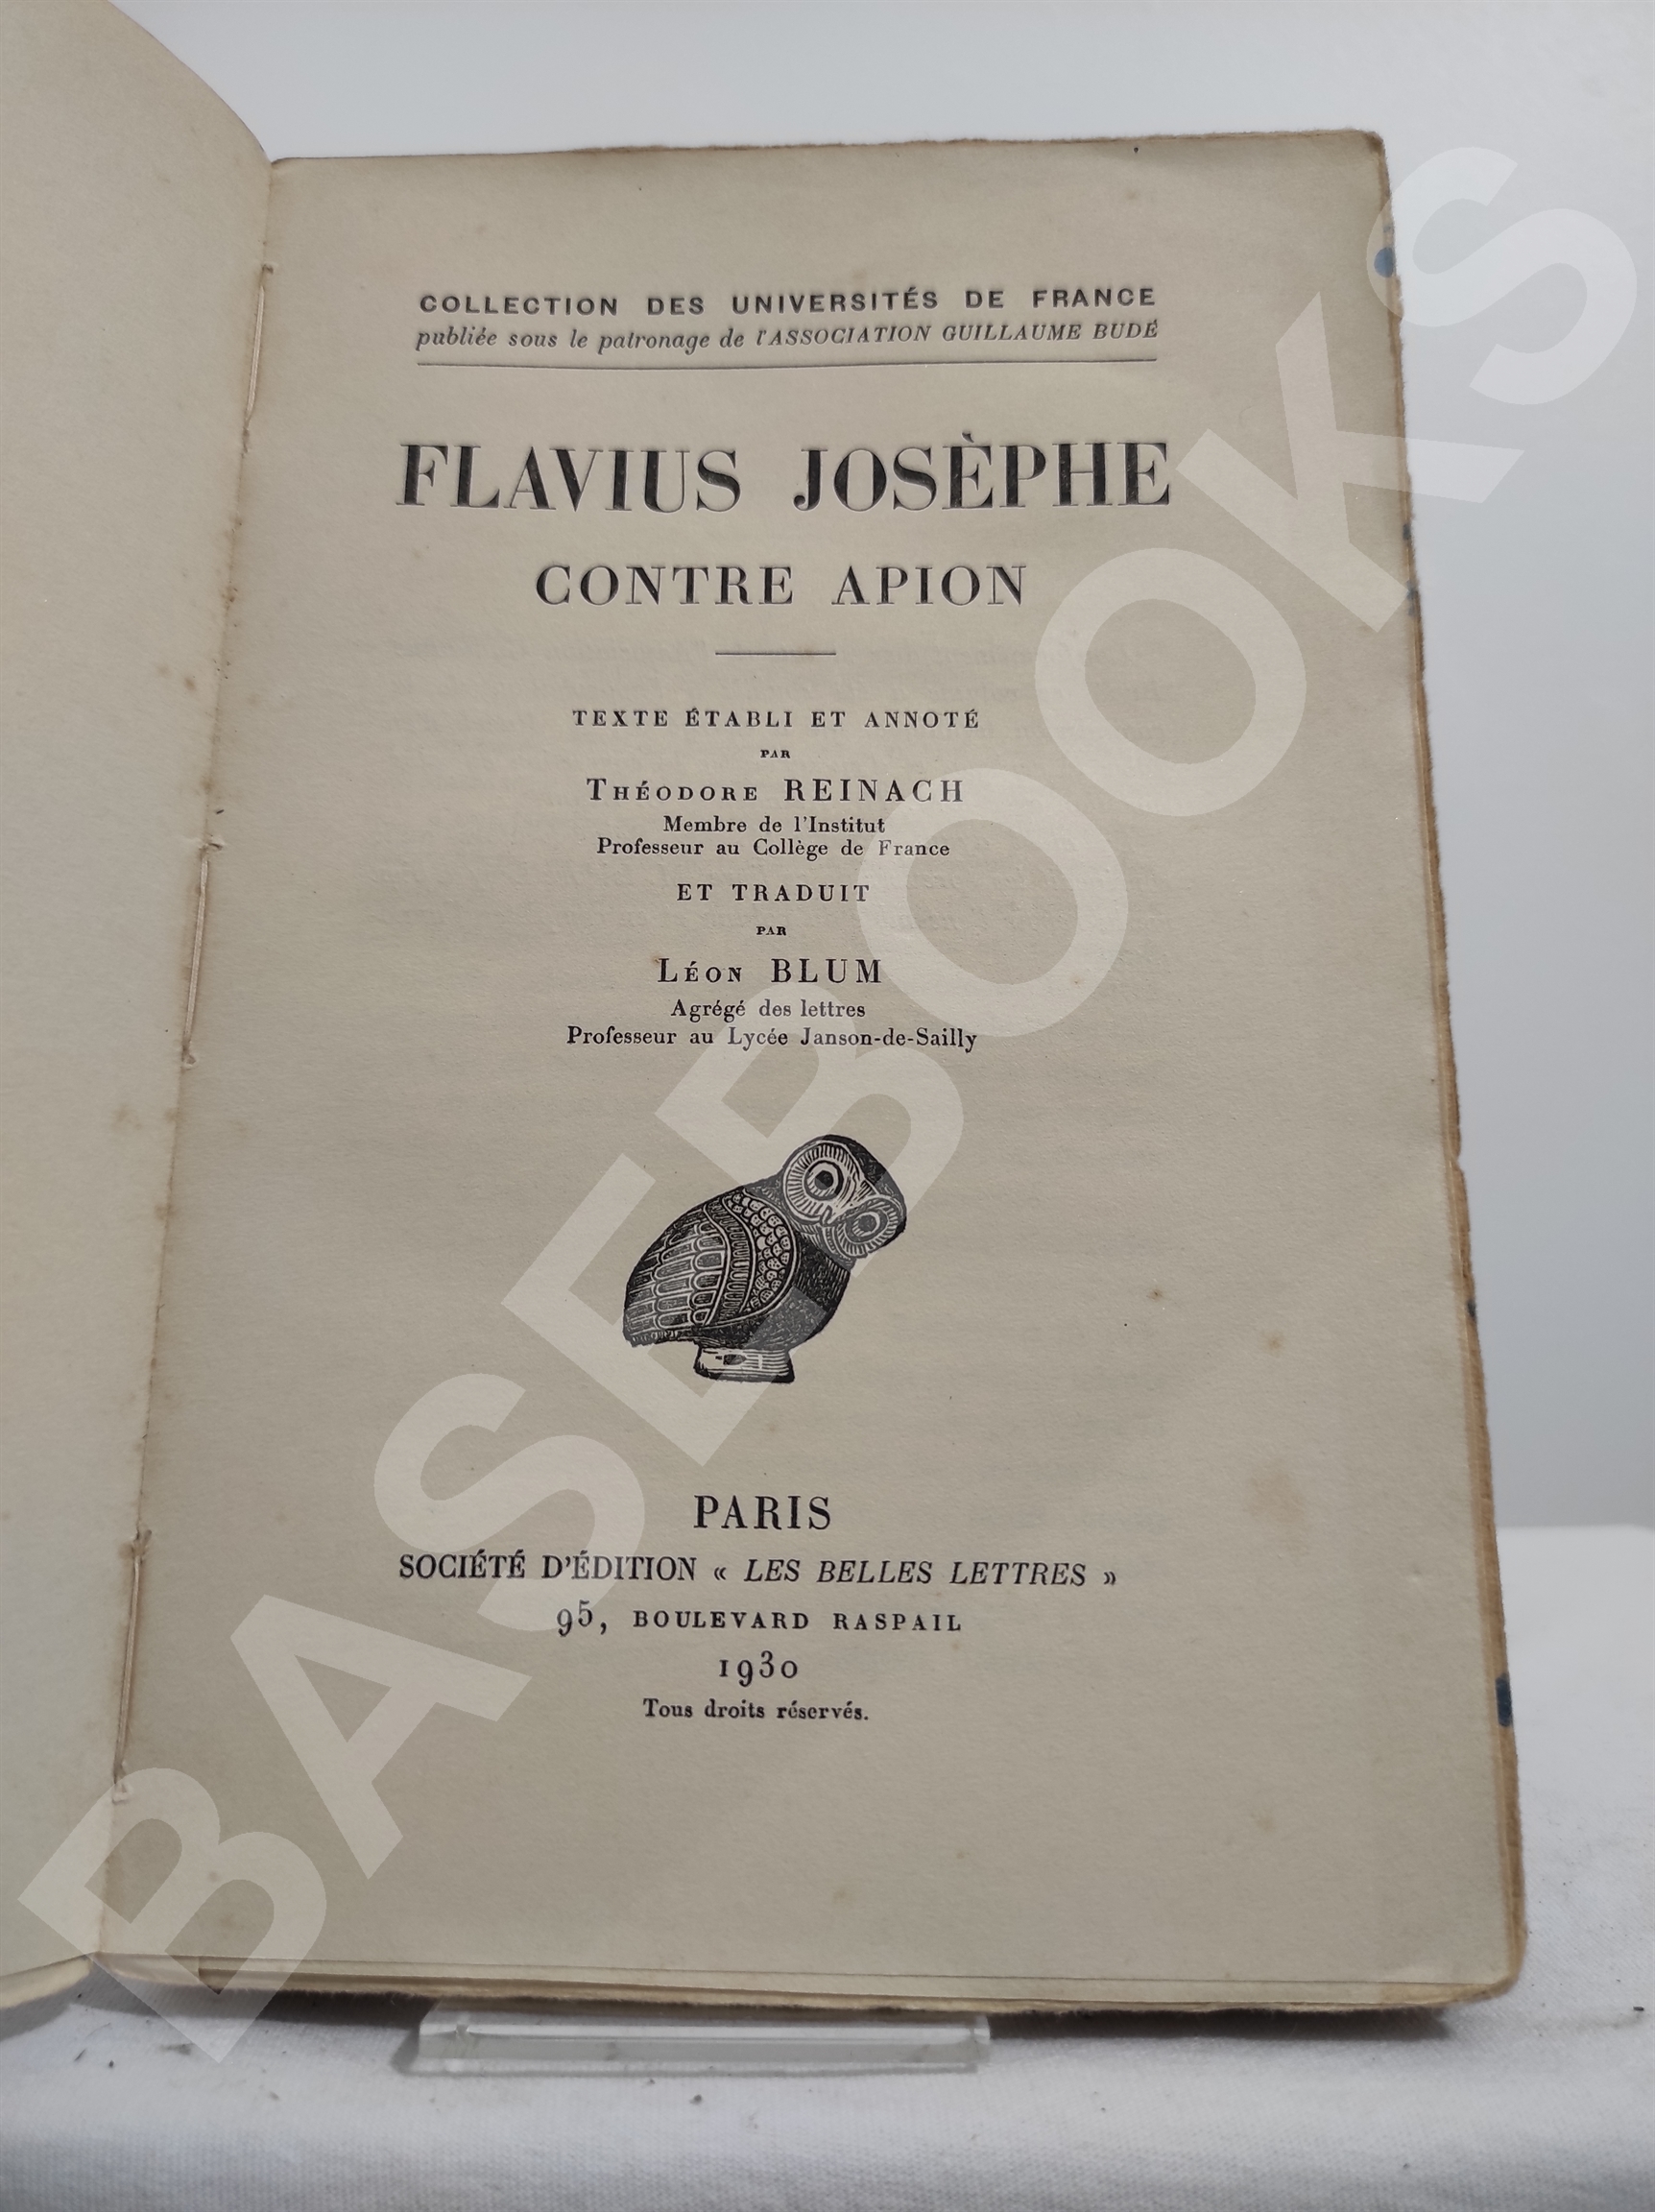 COLLECTION DES UNIVERSITÉS DE FRANCE
publiée sous le patronage de l'ASSOCIATION GUILLAUME BUDÉ
FLAVIUS JOSÈPHE
CONTRE APION
TEXTE ÉTABLI ET ANNOTÉ
PAR
THÉODORE REINACH
Membre de l'Institut
Professeur au Collège de France
ET TRADUIT
PAR
LÉON BLUM
Agrégé des lettres
Professeur au Lycée Janson-de-Sailly
PARIS
SOCIÉTÉ D'ÉDITION « LES BELLES LETTRES »
95, BOULEVARD RASPAIL
1930
Tous droits réservés.
BASEBOOKS